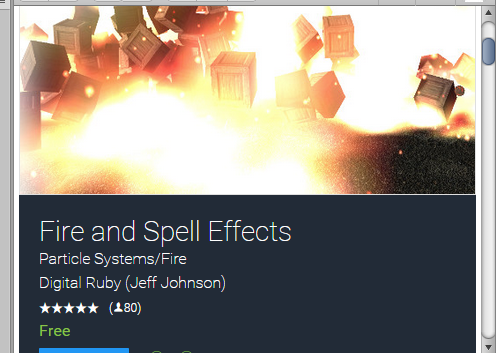 Fire and Spell Effects
Particle Systems/Fire
Digital Ruby (Jeff Johnson)
★★★★★ (80)
Free